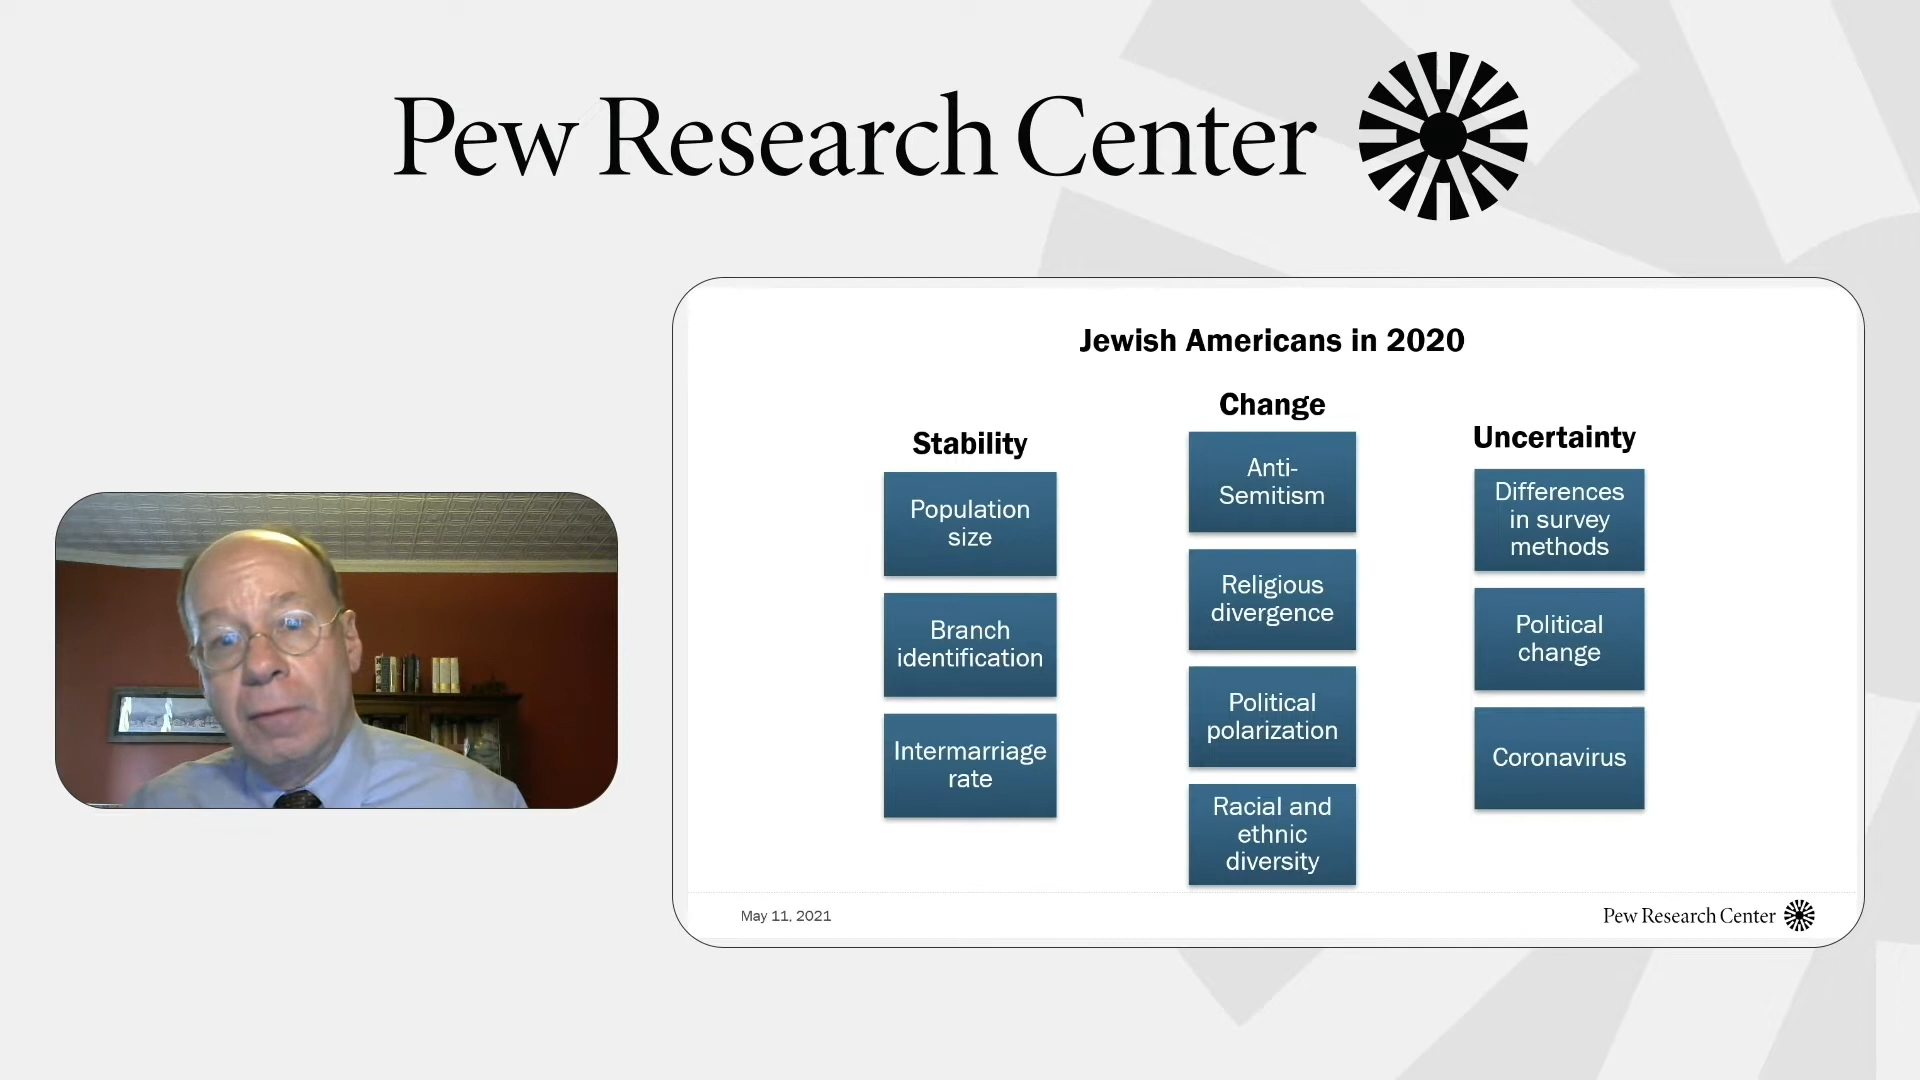 Pew Research Center
Jewish Americans in 2020
Stability
Population
size
Branch
identification
Intermarriage
rate
Change
Anti-
Semitism
Religious
divergence
Political
polarization
Racial and
ethnic
diversity
Uncertainty
Differences
in survey
methods
Political
change
Coronavirus
May 11, 2021
Pew Research Center